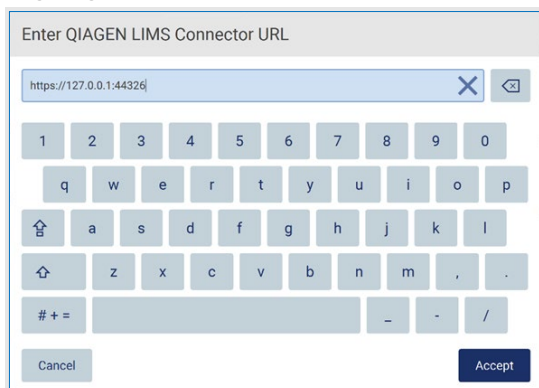 Enter QIAGEN LIMS Connector URL
https://127.0.0.1:44326
1 2 3 4 5 6 7 8 9 0
q w e r t y u i o p
a s d f g h j k l
z x c v b n m , .
# + = _ - /
Cancel Accept